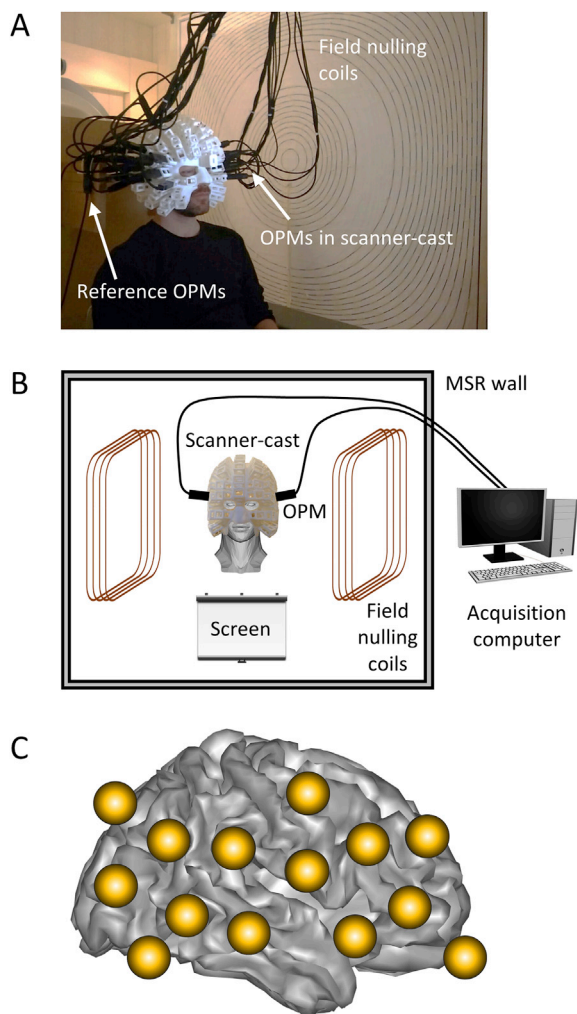 A
Field nulling
coils
OPMs in scanner-cast
Reference OPMs
B
MSR wall
Scanner-cast
OPM
Screen
Field
nulling
coils
Acquisition
computer
C